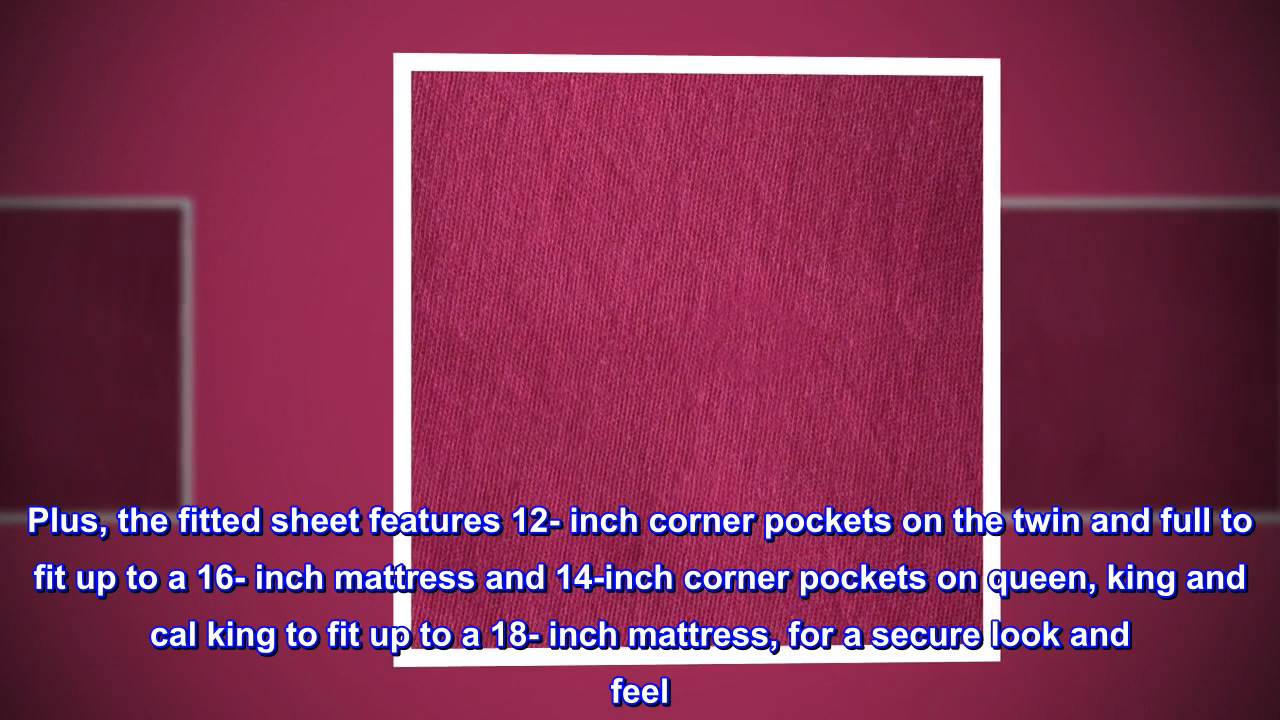 Plus, the fitted sheet features 12- inch corner pockets on the twin and full to
fit up to a 16- inch mattress and 14-inch corner pockets on queen, king and
cal king to fit up to a 18- inch mattress, for a secure look and
feel